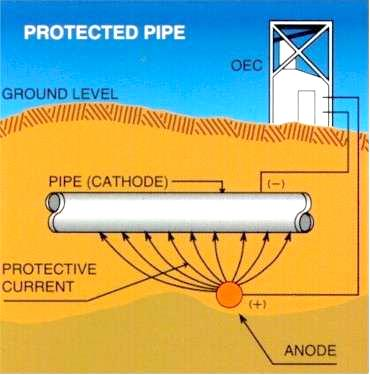 PROTECTED PIPE
OEC
GROUND LEVEL
PIPE (CATHODE)
(−)
PROTECTIVE
CURRENT
(+)
ANODE